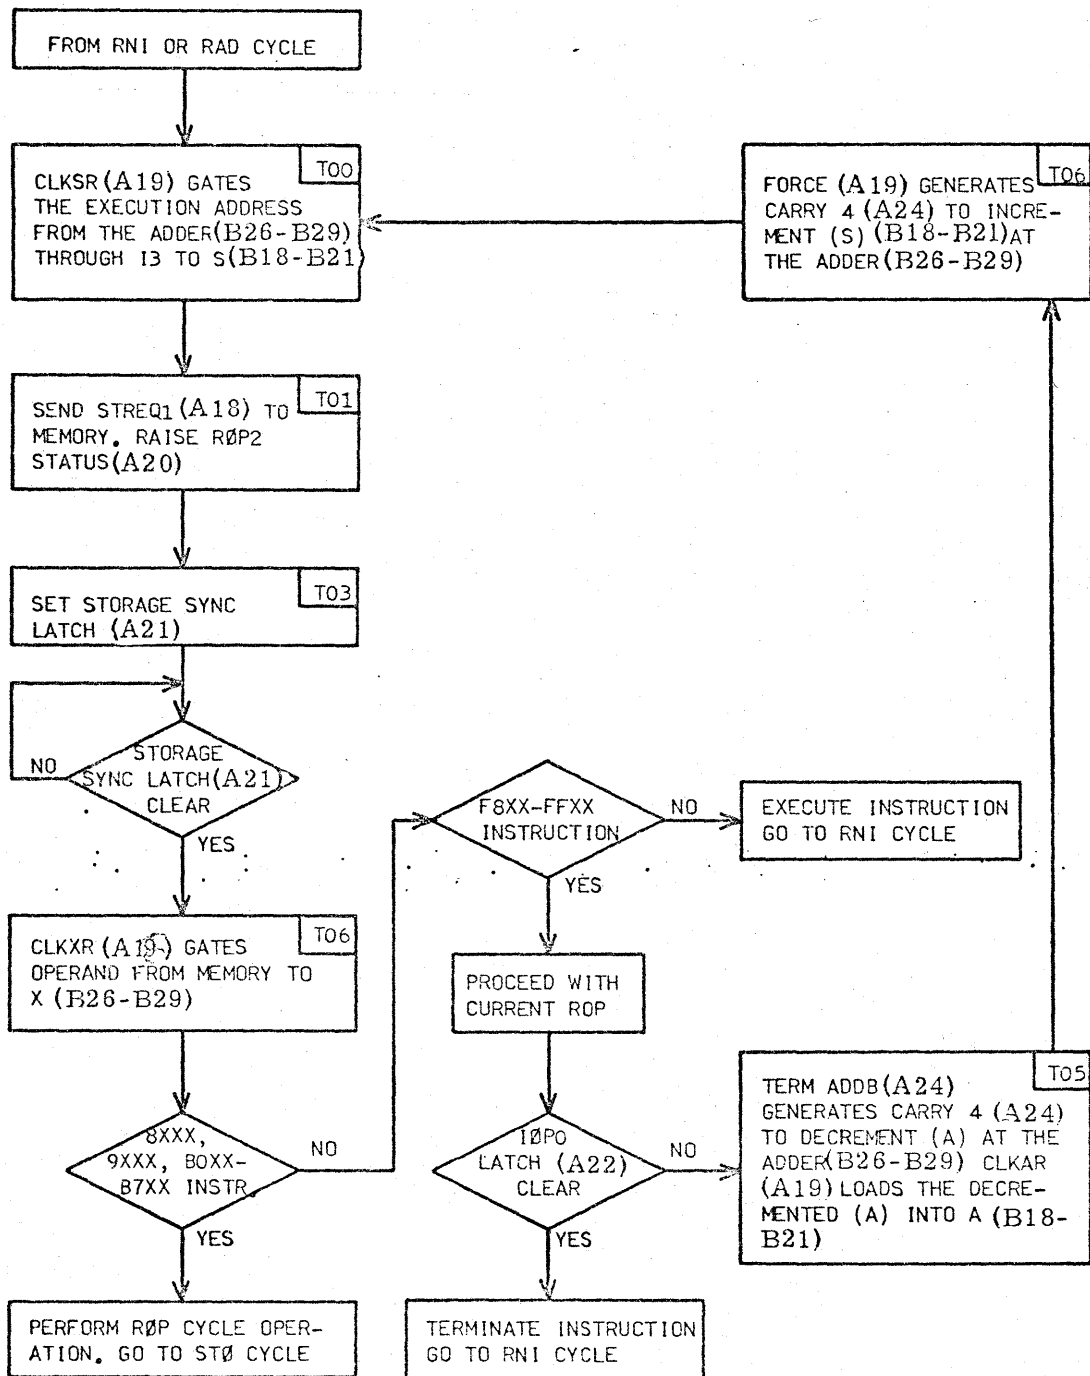 FROM RNI OR RAD CYCLE
T00
CLKSR (A19) GATES
THE EXECUTION ADDRESS
FROM THE ADDER(B26-B29)
THROUGH I3 TO S(B18-B21)
T06
FORCE (A19) GENERATES
CARRY 4 (A24) TO INCRE-
MENT (S) (B18-B21)AT
THE ADDER(B26-B29)
T01
SEND STREQ1(A18) TO
MEMORY. RAISE RØP2
STATUS(A20)
T03
SET STORAGE SYNC
LATCH (A21)
STORAGE
SYNC LATCH(A21)
CLEAR
NO
YES
T06
CLKXR (A19) GATES
OPERAND FROM MEMORY TO
X (B26-B29)
8XXX,
9XXX, B0XX-
B7XX INSTR.
NO
YES
PERFORM RØP CYCLE OPER-
ATION. GO TO STØ CYCLE
F8XX-FFXX
INSTRUCTION
NO
YES
EXECUTE INSTRUCTION
GO TO RNI CYCLE
PROCEED WITH
CURRENT ROP
IØPO
LATCH (A22)
CLEAR
NO
YES
T05
TERM ADDB(A24)
GENERATES CARRY 4 (A24)
TO DECREMENT (A) AT THE
ADDER(B26-B29) CLKAR
(A19) LOADS THE DECRE-
MENTED (A) INTO A (B18-
B21)
TERMINATE INSTRUCTION
GO TO RNI CYCLE